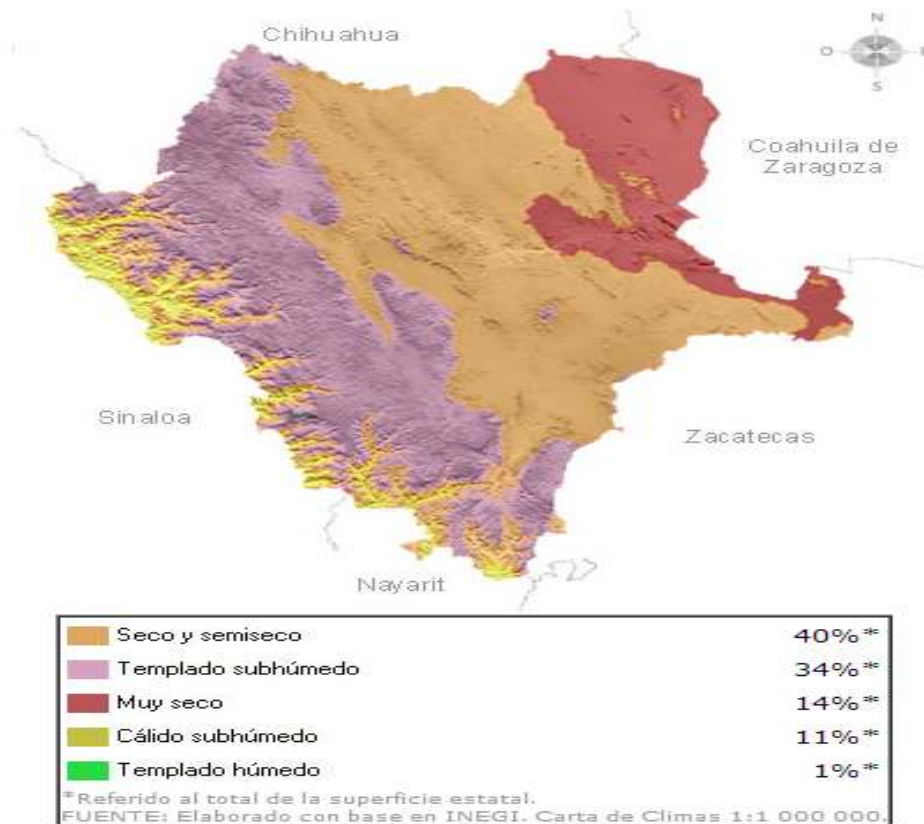 Chihuahua
N
O
E
S
Coahuila de
Zaragoza
Sinaloa
Zacatecas
Nayarit
Seco y semiseco 40%*
Templado subhúmedo 34%*
Muy seco 14%*
Cálido subhúmedo 11%*
Templado húmedo 1%*
*Referido al total de la superficie estatal.
FUENTE: Elaborado con base en INEGI. Carta de Climas 1:1 000 000.